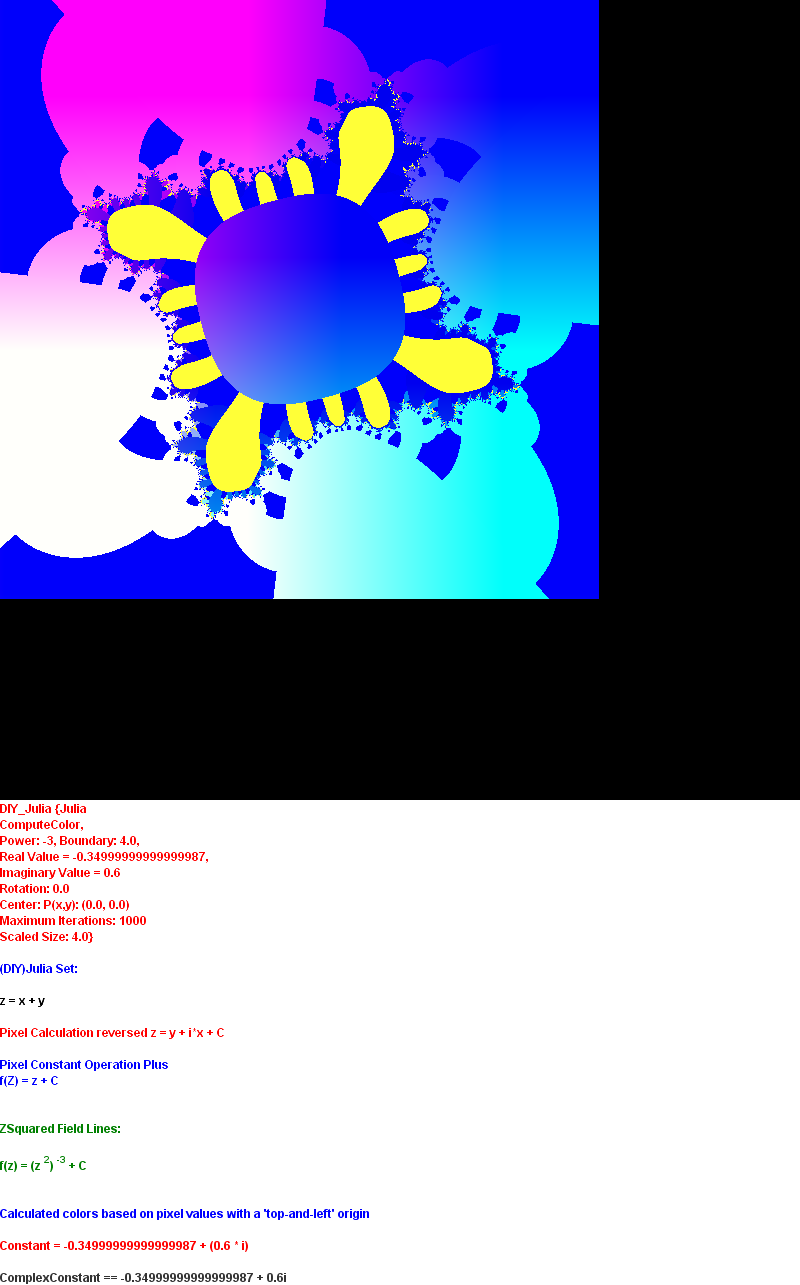 DIY_Julia {Julia
ComputeColor,
Power: -3, Boundary: 4.0,
Real Value = -0.34999999999999987,
Imaginary Value = 0.6
Rotation: 0.0
Center: P(x,y): (0.0, 0.0)
Maximum Iterations: 1000
Scaled Size: 4.0}
(DIY)Julia Set:
z = x + y
Pixel Calculation reversed z = y + i*x + C
Pixel Constant Operation Plus
f(Z) = z + C
ZSquared Field Lines:
f(z) = (z 2) -3 + C
Calculated colors based on pixel values with a 'top-and-left' origin
Constant = -0.34999999999999987 + (0.6 * i)
ComplexConstant == -0.34999999999999987 + 0.6i